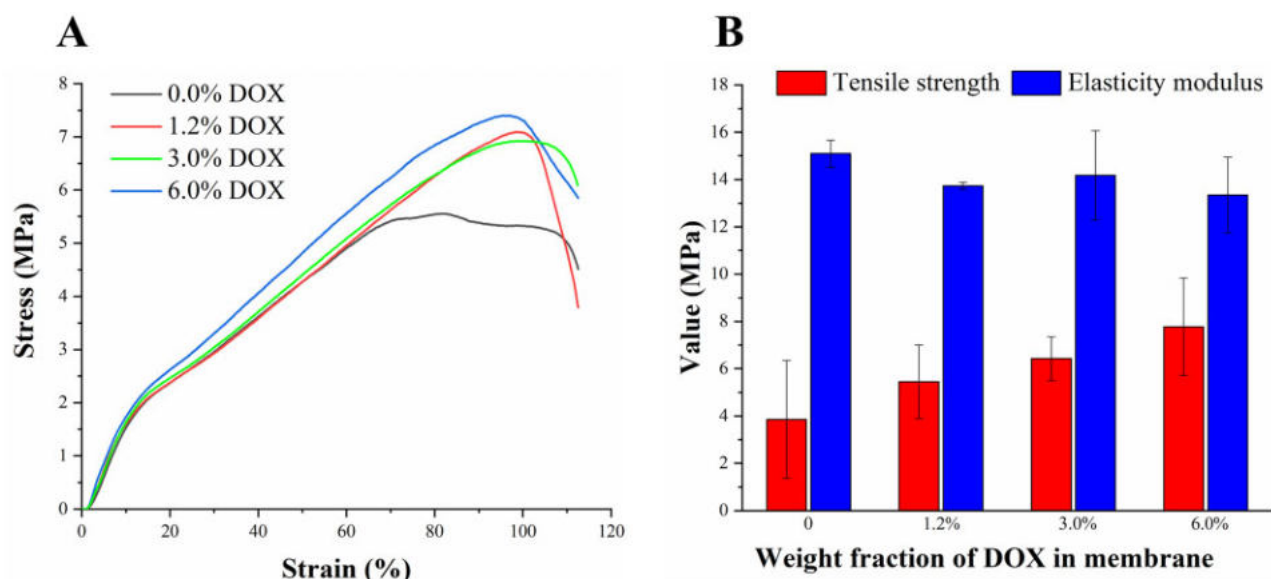 A
8
7
6
5
4
3
2
1
0
Stress (MPa)
0.0% DOX
1.2% DOX
3.0% DOX
6.0% DOX
0 20 40 60 80 100 120
Strain (%)
B
18
16
14
12
10
8
6
4
2
0
Value (MPa)
Tensile strength Elasticity modulus
0 1.2% 3.0% 6.0%
Weight fraction of DOX in membrane